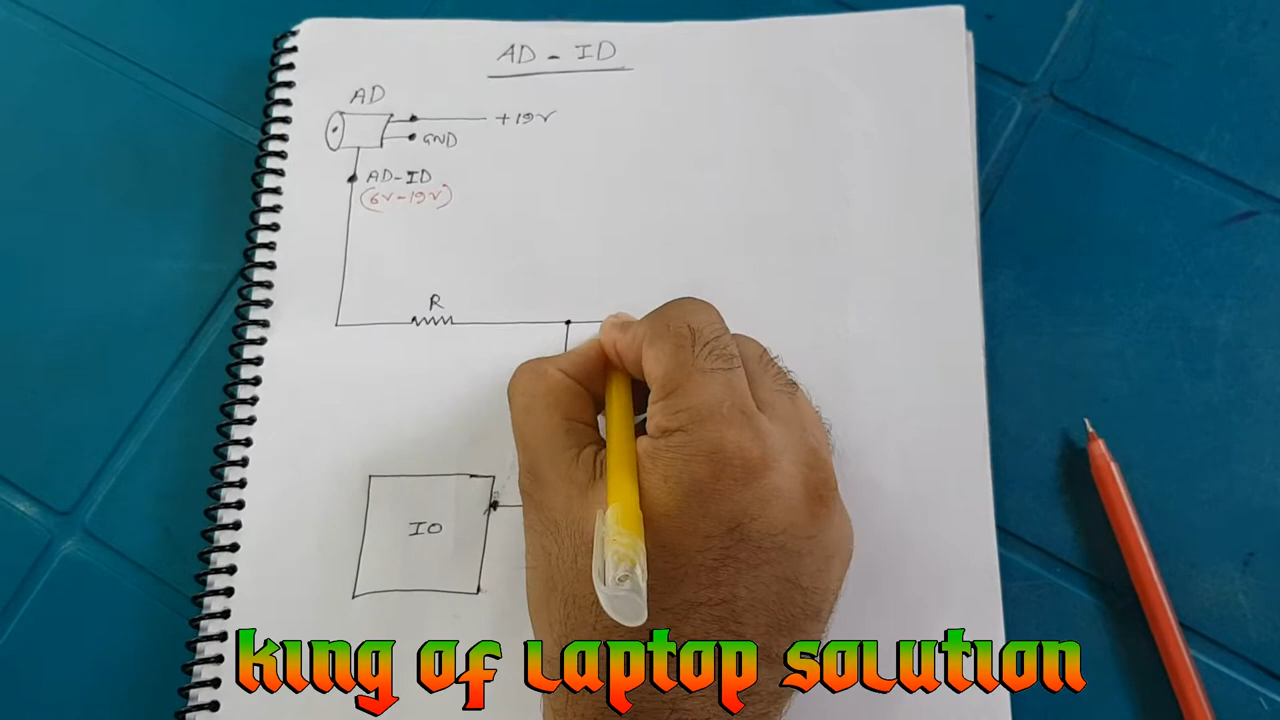 AD - ID
AD
+19V
GND
AD-ID
(6V-19V)
R
IO
KING OF LAPTOP SOLUTION